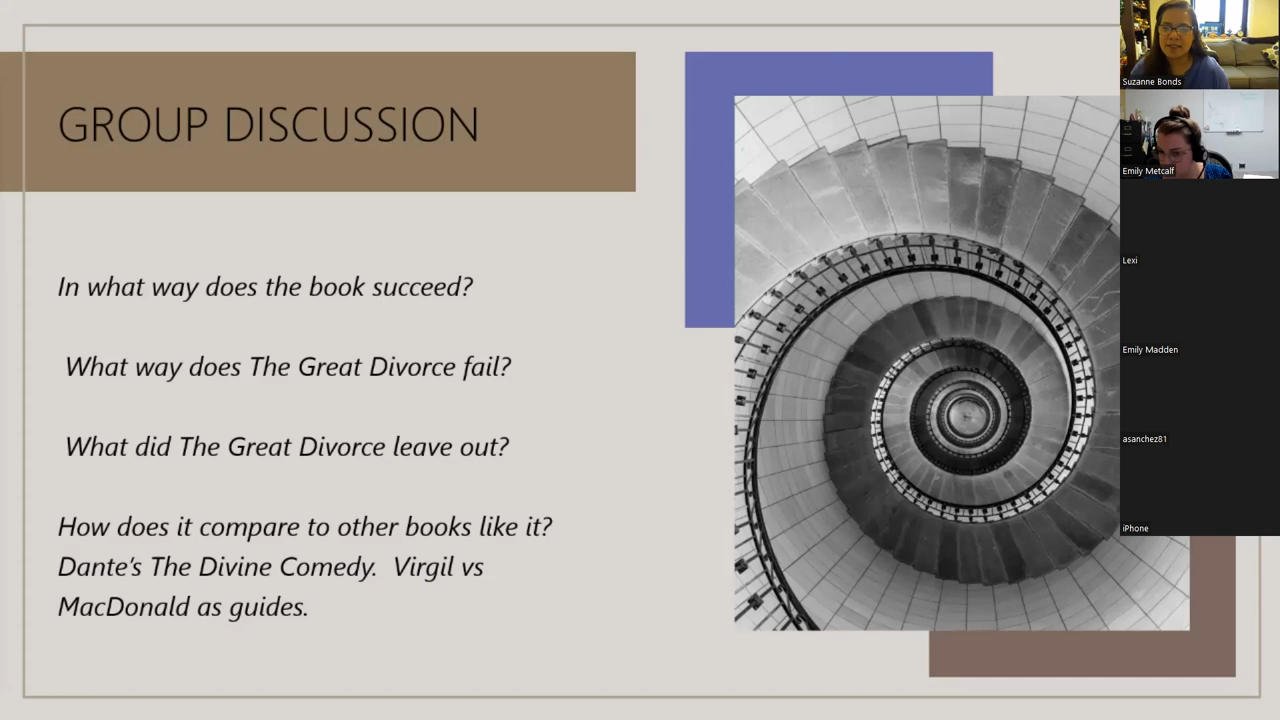 GROUP DISCUSSION
In what way does the book succeed?
What way does The Great Divorce fail?
What did The Great Divorce leave out?
How does it compare to other books like it?
Dante's The Divine Comedy.  Virgil vs
MacDonald as guides.
Suzanne Bonds
Emily Metcalf
Lexi
Emily Madden
asanchez81
iPhone